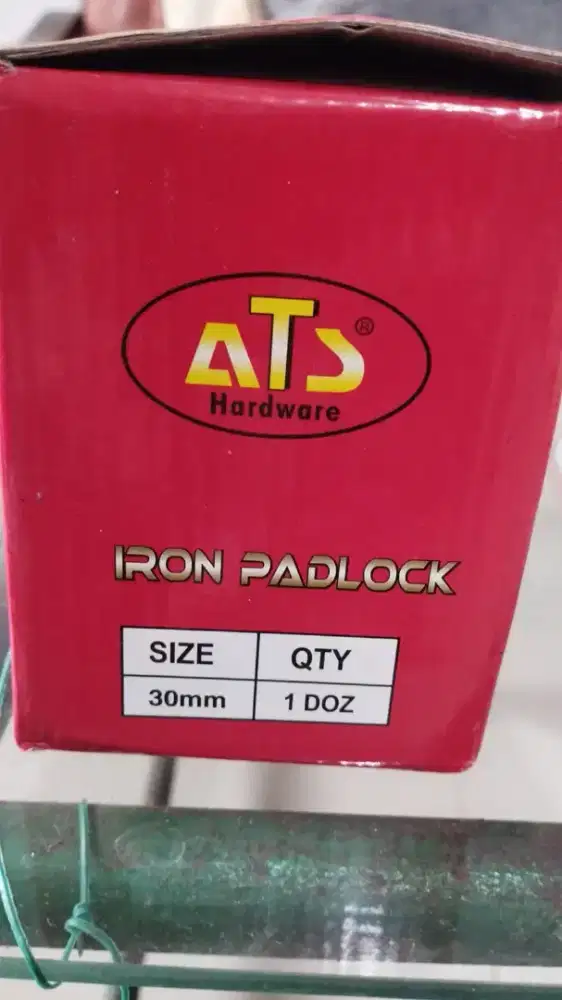 ATS®
Hardware
IRON PADLOCK
SIZE QTY
30mm 1 DOZ